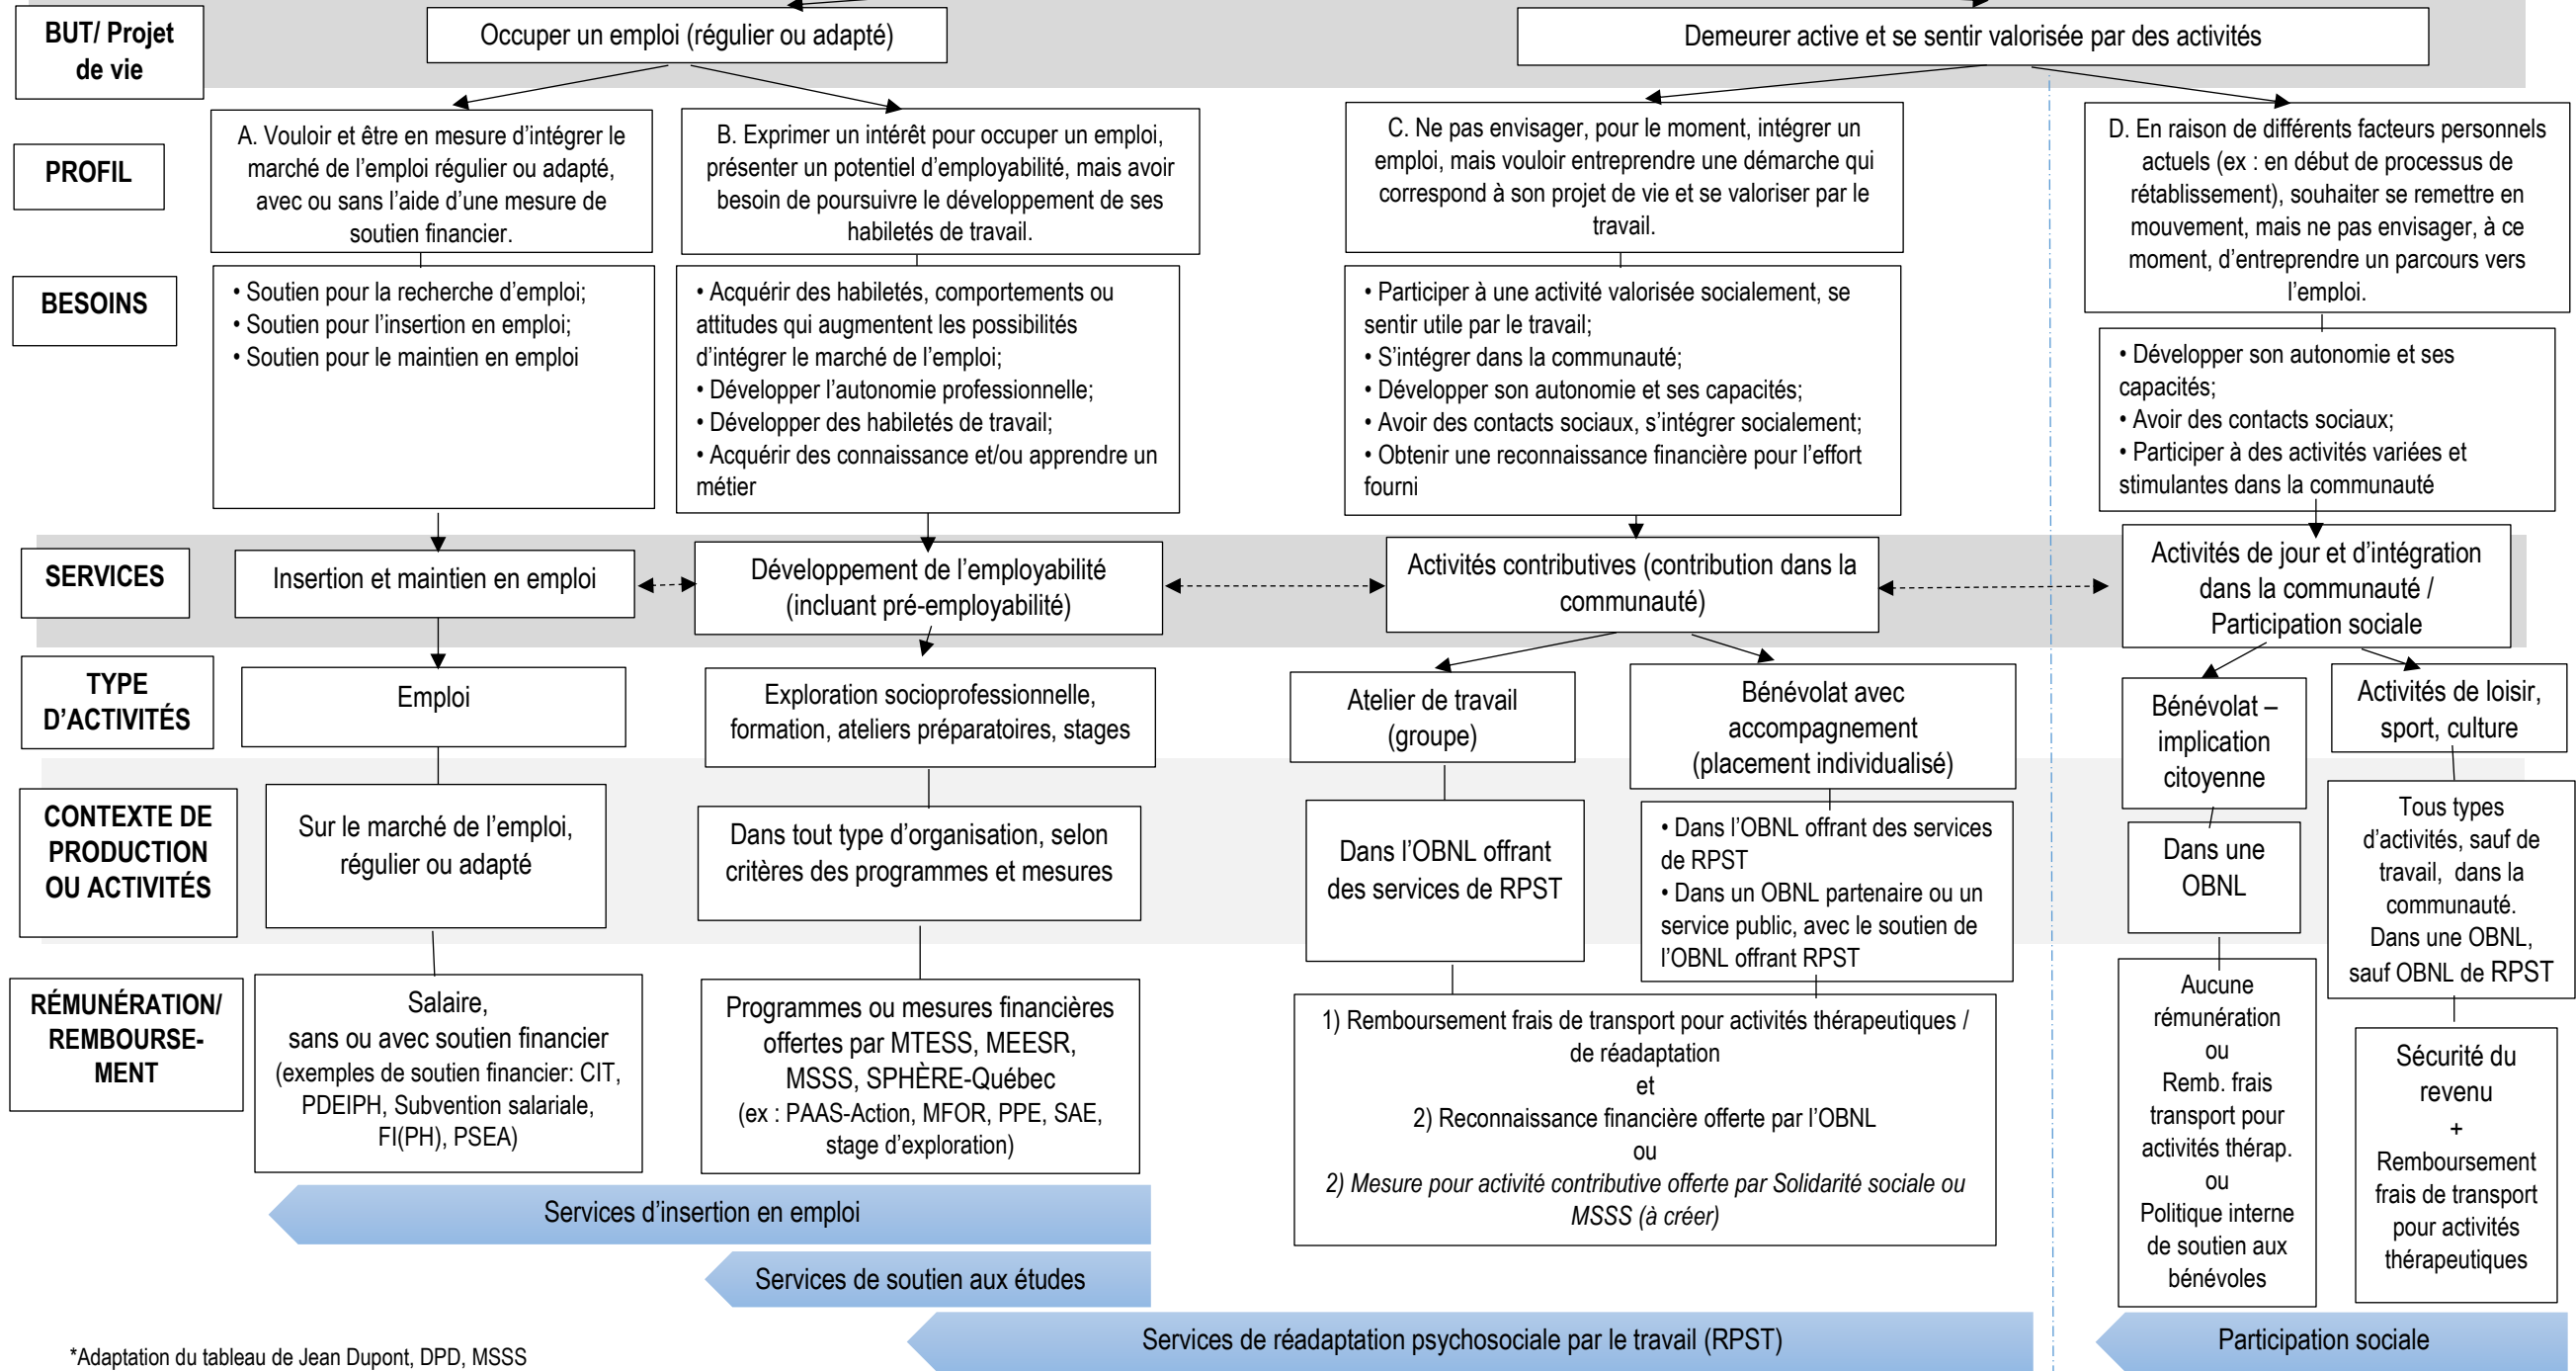 BUT/ Projet
de vie
Occuper un emploi (régulier ou adapté)
Demeurer active et se sentir valorisée par des activités
PROFIL
A. Vouloir et être en mesure d’intégrer le
marché de l’emploi régulier ou adapté,
avec ou sans l’aide d’une mesure de
soutien financier.
B. Exprimer un intérêt pour occuper un emploi,
présenter un potentiel d’employabilité, mais avoir
besoin de poursuivre le développement de ses
habiletés de travail.
C. Ne pas envisager, pour le moment, intégrer un
emploi, mais vouloir entreprendre une démarche qui
correspond à son projet de vie et se valoriser par le
travail.
D. En raison de différents facteurs personnels
actuels (ex : en début de processus de
rétablissement), souhaiter se remettre en
mouvement, mais ne pas envisager, à ce
moment, d’entreprendre un parcours vers
l’emploi.
BESOINS
• Soutien pour la recherche d’emploi;
• Soutien pour l’insertion en emploi;
• Soutien pour le maintien en emploi
• Acquérir des habiletés, comportements ou
attitudes qui augmentent les possibilités
d’intégrer le marché de l’emploi;
• Développer l’autonomie professionnelle;
• Développer des habiletés de travail;
• Acquérir des connaissance et/ou apprendre un
métier
• Participer à une activité valorisée socialement, se
sentir utile par le travail;
• S’intégrer dans la communauté;
• Développer son autonomie et ses capacités;
• Avoir des contacts sociaux, s’intégrer socialement;
• Obtenir une reconnaissance financière pour l’effort
fourni
• Développer son autonomie et ses
capacités;
• Avoir des contacts sociaux;
• Participer à des activités variées et
stimulantes dans la communauté
SERVICES
Insertion et maintien en emploi
Développement de l’employabilité
(incluant pré-employabilité)
Activités contributives (contribution dans la
communauté)
Activités de jour et d’intégration
dans la communauté /
Participation sociale
TYPE
D’ACTIVITÉS
Emploi
Exploration socioprofessionnelle,
formation, ateliers préparatoires, stages
Atelier de travail
(groupe)
Bénévolat avec
accompagnement
(placement individualisé)
Bénévolat –
implication
citoyenne
Activités de loisir,
sport, culture
CONTEXTE DE
PRODUCTION
OU ACTIVITÉS
Sur le marché de l’emploi,
régulier ou adapté
Dans tout type d’organisation, selon
critères des programmes et mesures
Dans l’OBNL offrant
des services de RPST
• Dans l’OBNL offrant des services
de RPST
• Dans un OBNL partenaire ou un
service public, avec le soutien de
l’OBNL offrant RPST
Dans une
OBNL
Tous types
d’activités, sauf de
travail, dans la
communauté.
Dans une OBNL,
sauf OBNL de RPST
RÉMUNÉRATION/
REMBOURSE-
MENT
Salaire,
sans ou avec soutien financier
(exemples de soutien financier: CIT,
PDEIPH, Subvention salariale,
FI(PH), PSEA)
Programmes ou mesures financières
offertes par MTESS, MEESR,
MSSS, SPHÈRE-Québec
(ex : PAAS-Action, MFOR, PPE, SAE,
stage d’exploration)
1) Remboursement frais de transport pour activités thérapeutiques /
de réadaptation
et
2) Reconnaissance financière offerte par l’OBNL
ou
2) Mesure pour activité contributive offerte par Solidarité sociale ou
MSSS (à créer)
Aucune
rémunération
ou
Remb. frais
transport pour
activités thérap.
ou
Politique interne
de soutien aux
bénévoles
Sécurité du
revenu
+
Remboursement
frais de transport
pour activités
thérapeutiques
Services d’insertion en emploi
Services de soutien aux études
Services de réadaptation psychosociale par le travail (RPST)
Participation sociale
*Adaptation du tableau de Jean Dupont, DPD, MSSS